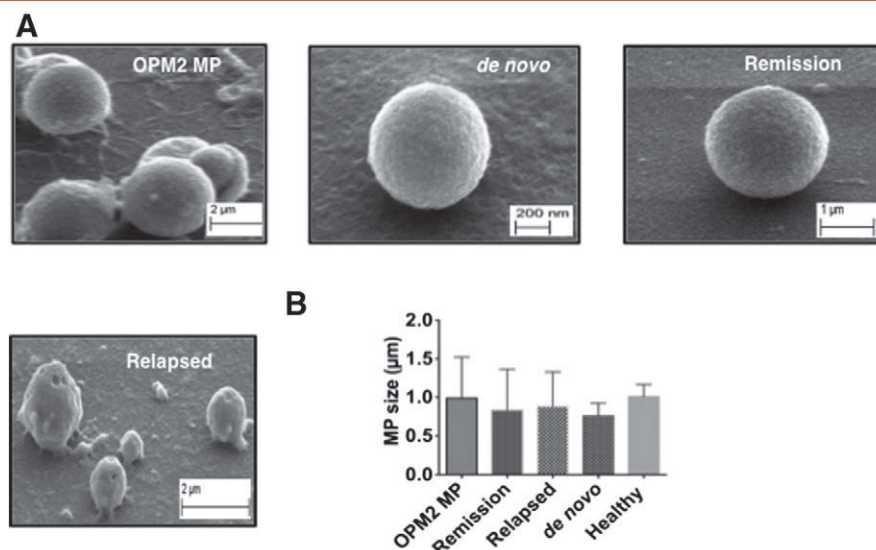 A
OPM2 MP
2 µm
de novo
200 nm
Remission
1 µm
Relapsed
2 µm
B
MP size (µm)
2.0
1.5
1.0
0.5
0.0
OPM2 MP
Remission
Relapsed
de novo
Healthy